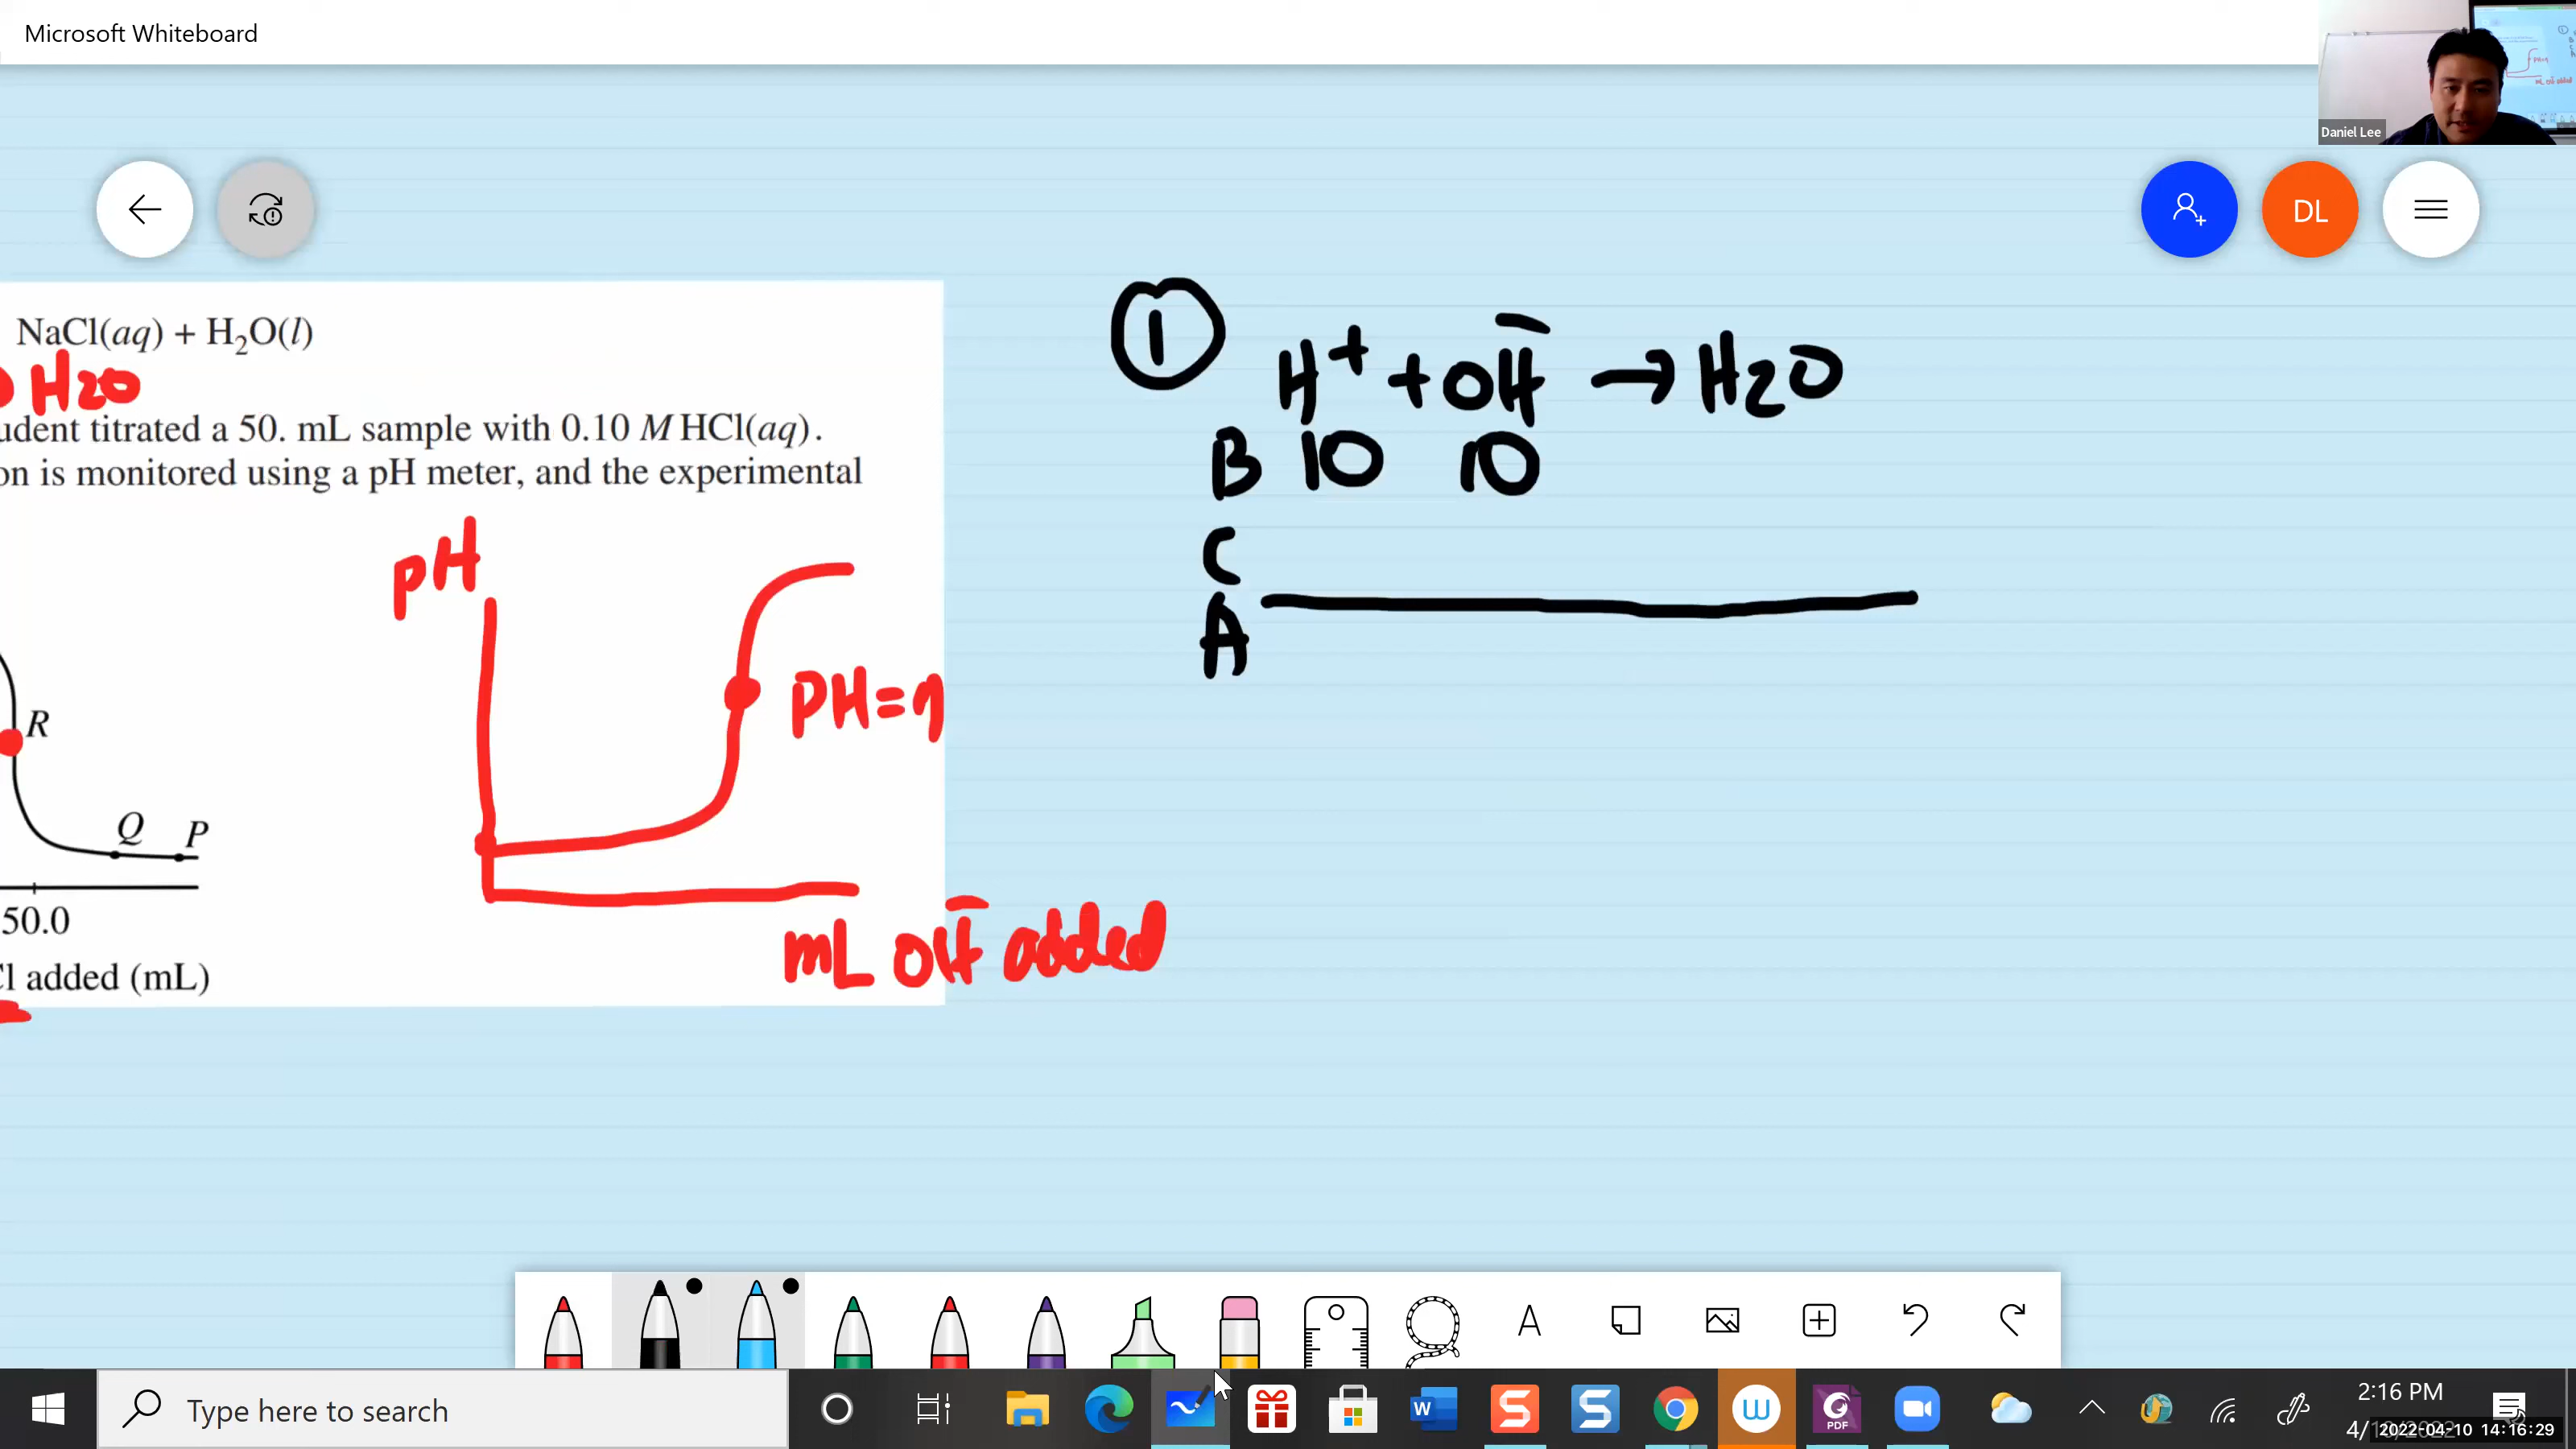 Microsoft Whiteboard
Daniel Lee
DL
NaCl(aq) + H₂O(l)
H2O
udent titrated a 50. mL sample with 0.10 M HCl(aq).
on is monitored using a pH meter, and the experimental
pH
PH=7
R
Q P
50.0
Cl added (mL)
mL OH⁻ added
1
H⁺ + OH⁻ → H2O
B 10 10
C
A
A
Type here to search
W
S
S
W
PDF
2:16 PM
2022-04-10 14:16:29